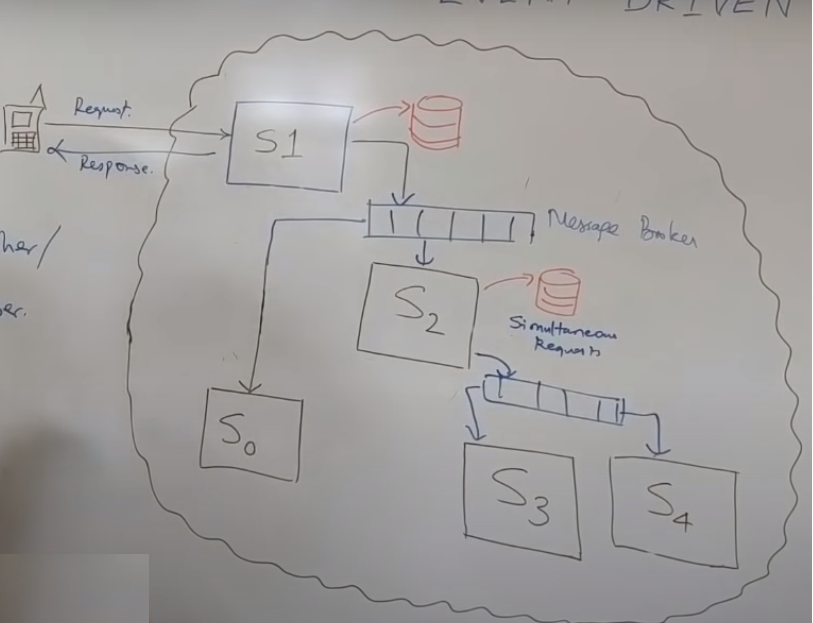 DRIVEN
Request.
Response.
S1
Message Broker
her/
er.
S2
Simultaneous
Requests
S0
S3
S4